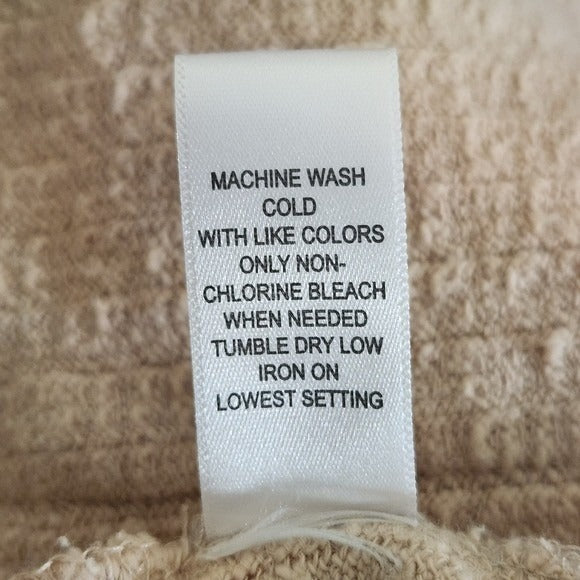 MACHINE WASH
COLD
WITH LIKE COLORS
ONLY NON-
CHLORINE BLEACH
WHEN NEEDED
TUMBLE DRY LOW
IRON ON
LOWEST SETTING